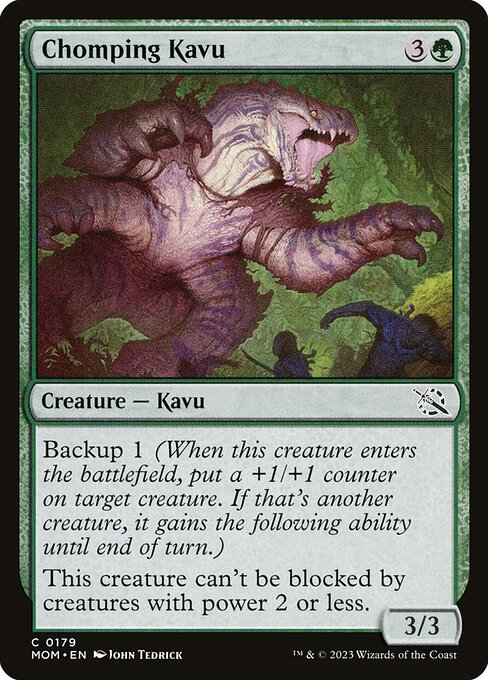 Chomping Kavu 3
Creature — Kavu
Backup 1 (When this creature enters
the battlefield, put a +1/+1 counter
on target creature. If that's another
creature, it gains the following ability
until end of turn.)
This creature can't be blocked by
creatures with power 2 or less.
3/3
C 0179
MOM • EN JOHN TEDRICK ™ & © 2023 Wizards of the Coast